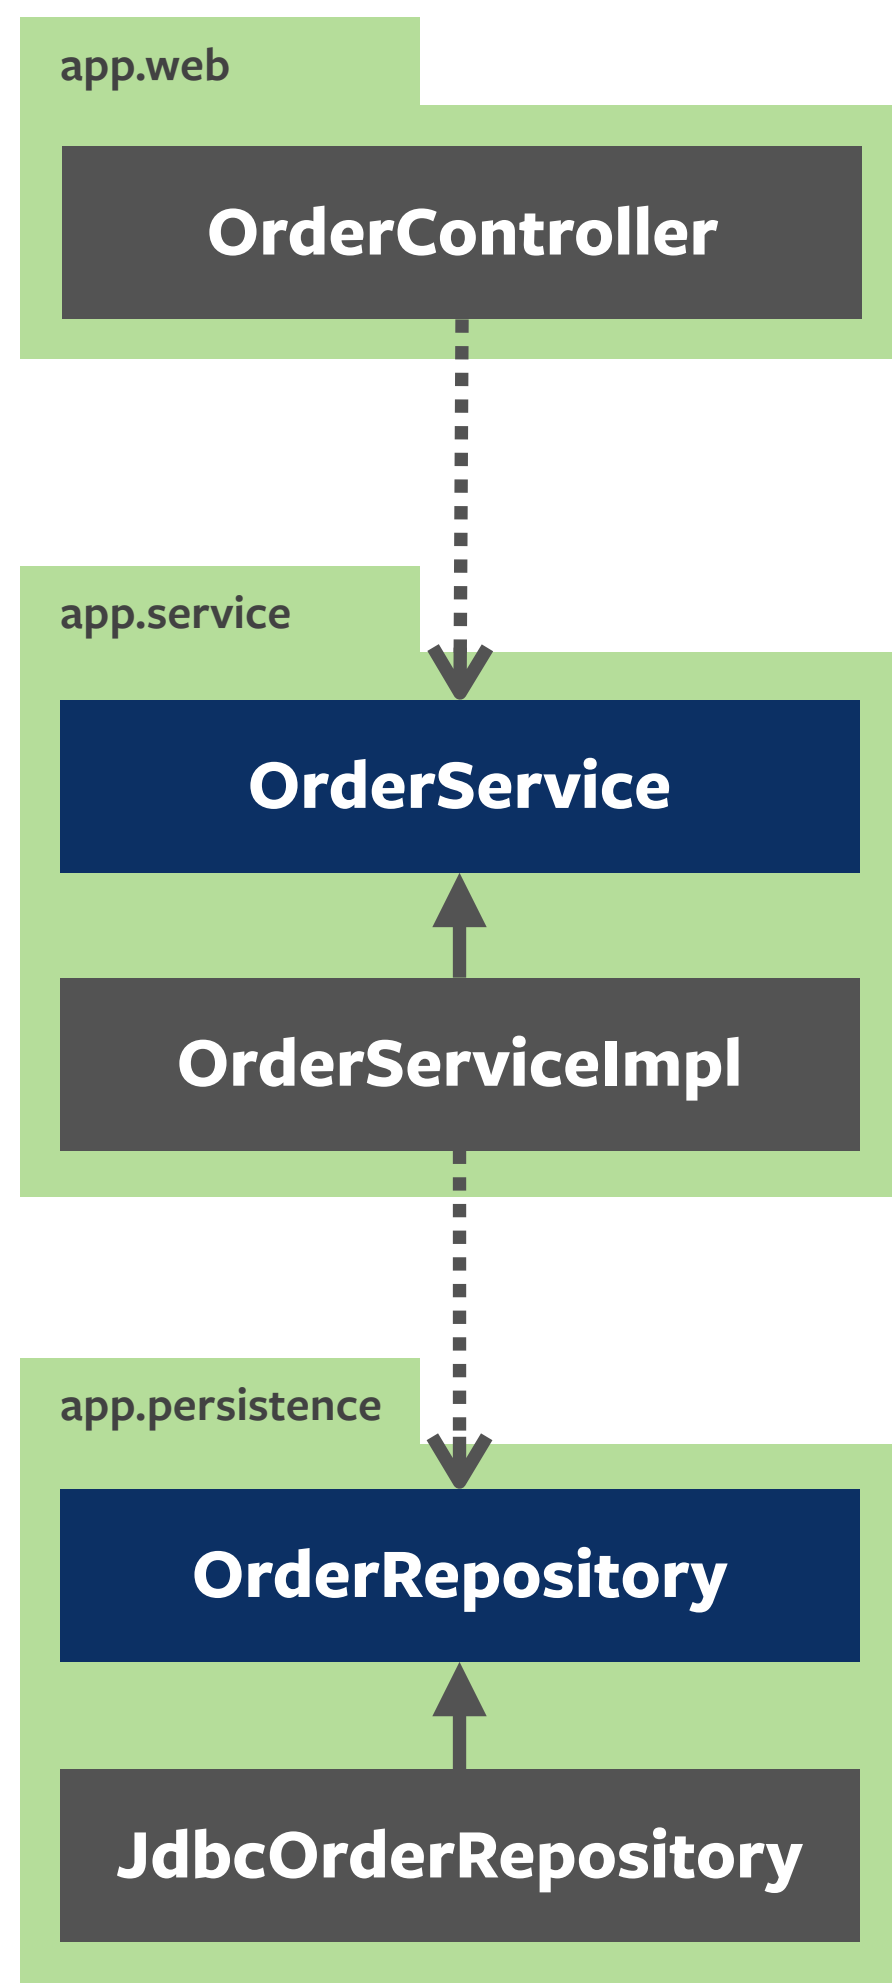 app.web
OrderController
app.service
OrderService
OrderServiceImpl
app.persistence
OrderRepository
JdbcOrderRepository